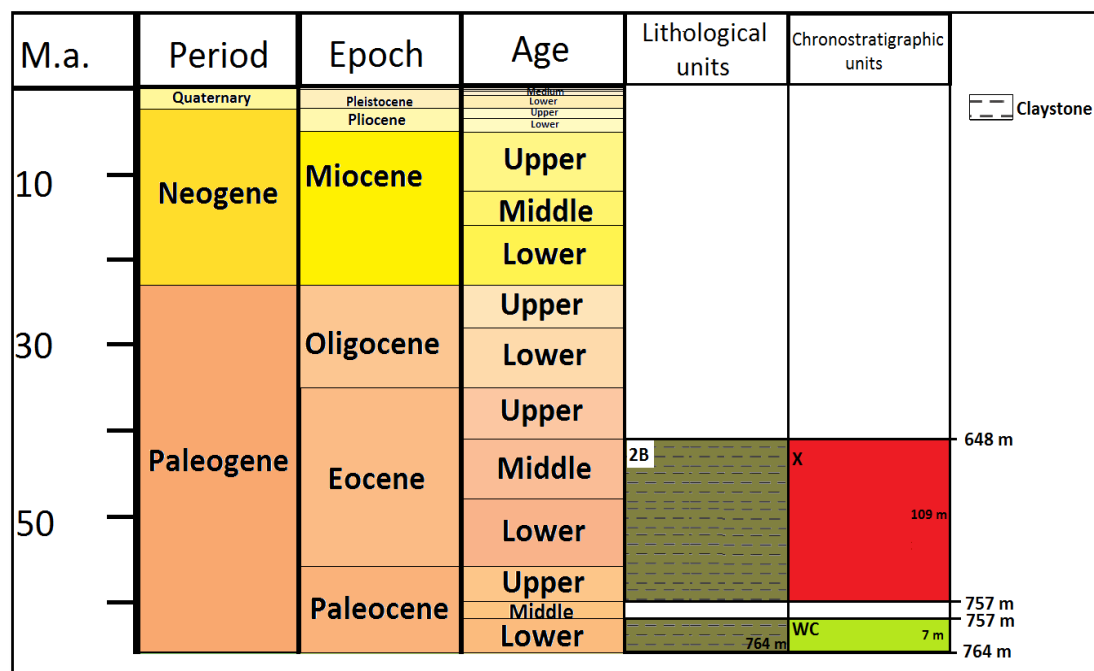 M.a.
Period
Epoch
Age
Lithological
units
Chronostratigraphic
units
Quaternary
Pleistocene
Medium
Lower
Claystone
Pliocene
Upper
Lower
10
Neogene
Miocene
Upper
Middle
Lower
30
Oligocene
Upper
Lower
50
Paleogene
Eocene
Upper
Middle
Lower
2B
X
648 m
109 m
Paleocene
Upper
Middle
Lower
757 m
757 m
764 m
WC
7 m
764 m